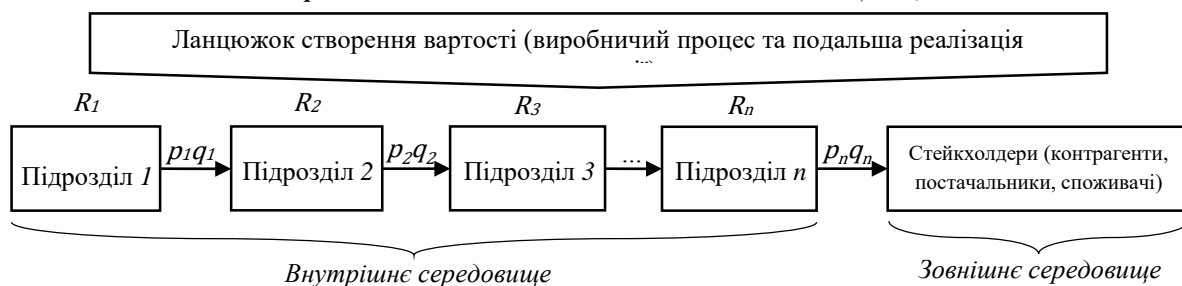 Ланцюжок створення вартості (виробничий процес та подальша реалізація
R1 R2 R3 Rn
Підрозділ 1 p1q1 Підрозділ 2 p2q2 Підрозділ 3 ... Підрозділ n pnqn Стейкхолдери (контрагенти,
постачальники, споживачі)
Внутрішнє середовище Зовнішнє середовище